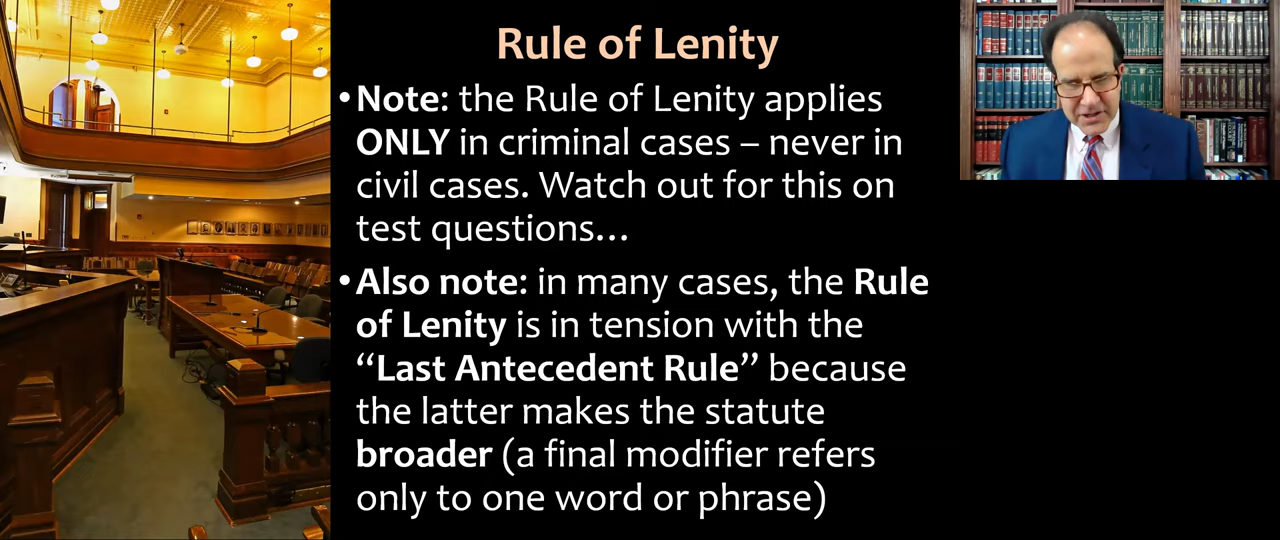 Rule of Lenity
•Note: the Rule of Lenity applies
ONLY in criminal cases – never in
civil cases. Watch out for this on
test questions…
•Also note: in many cases, the Rule
of Lenity is in tension with the
“Last Antecedent Rule” because
the latter makes the statute
broader (a final modifier refers
only to one word or phrase)